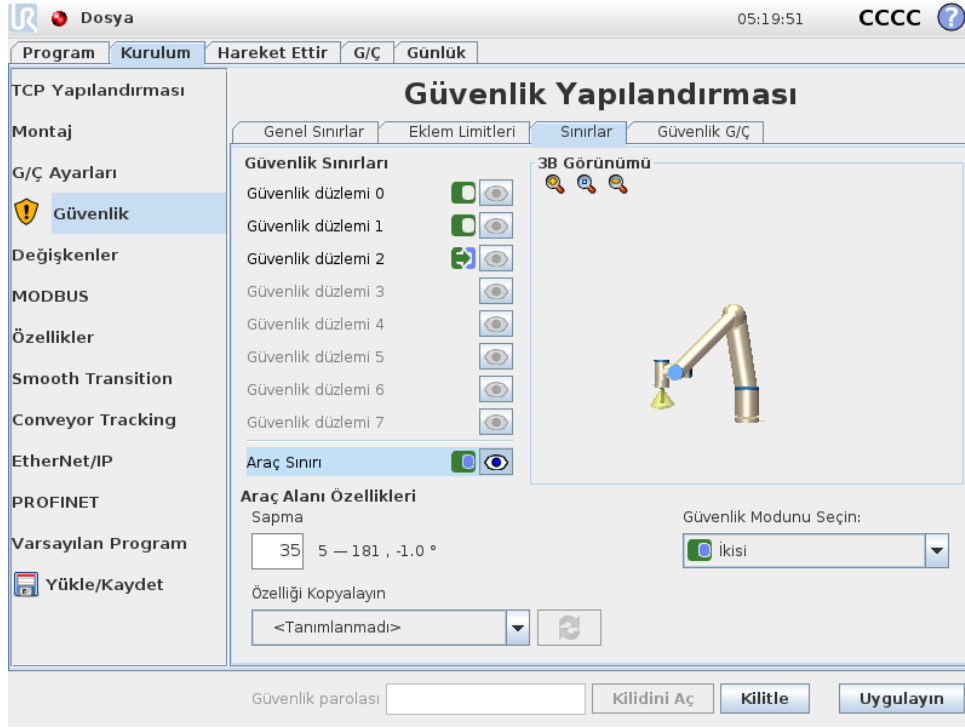 UR Dosya 05:19:51 CCCC ?
Program Kurulum Hareket Ettir G/Ç Günlük
TCP Yapılandırması
Montaj
G/Ç Ayarları
Güvenlik
Değişkenler
MODBUS
Özellikler
Smooth Transition
Conveyor Tracking
EtherNet/IP
PROFINET
Varsayılan Program
Yükle/Kaydet
Güvenlik Yapılandırması
Genel Sınırlar Eklem Limitleri Sınırlar Güvenlik G/Ç
Güvenlik Sınırları
Güvenlik düzlemi 0
Güvenlik düzlemi 1
Güvenlik düzlemi 2
Güvenlik düzlemi 3
Güvenlik düzlemi 4
Güvenlik düzlemi 5
Güvenlik düzlemi 6
Güvenlik düzlemi 7
Araç Sınırı
3B Görünümü
Araç Alanı Özellikleri
Sapma
35 5 — 181 , -1.0 °
Güvenlik Modunu Seçin:
İkisi
Özelliği Kopyalayın
<Tanımlanmadı>
Güvenlik parolası Kilidini Aç Kilitle Uygulayın